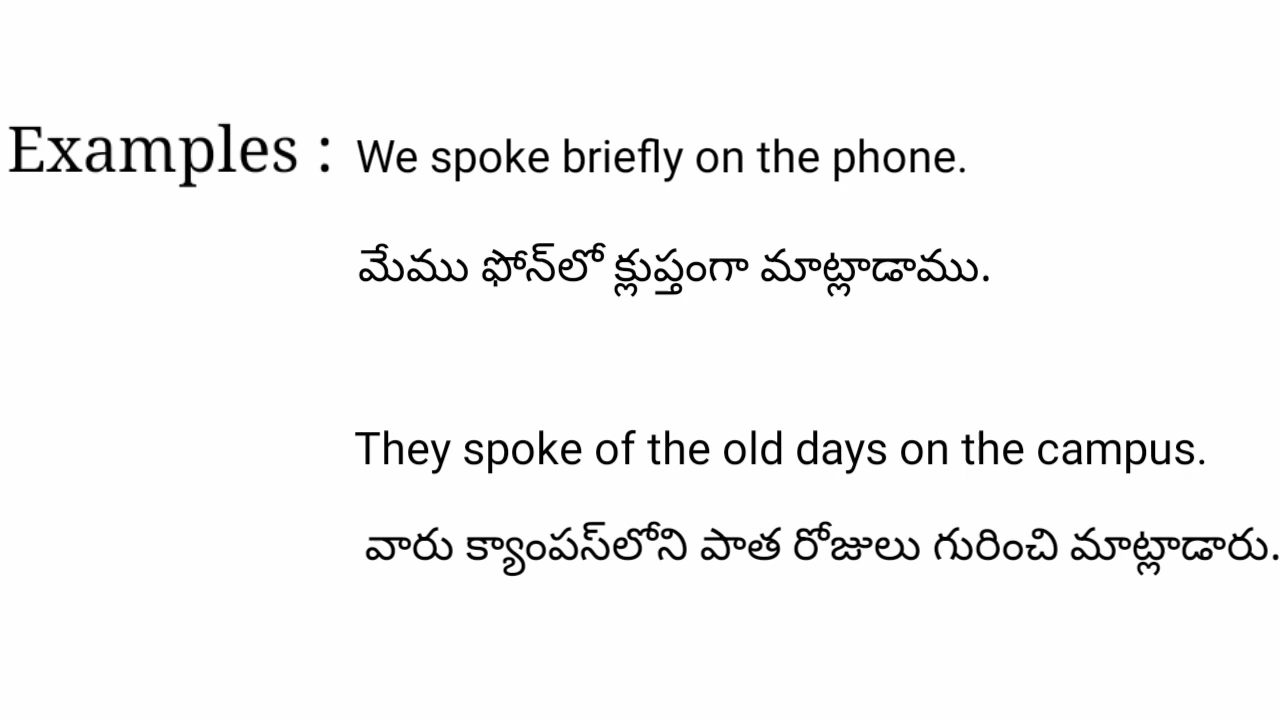 Examples : We spoke briefly on the phone.
మేము ఫోన్‌లో క్లుప్తంగా మాట్లాడాము.
They spoke of the old days on the campus.
వారు క్యాంపస్‌లోని పాత రోజులు గురించి మాట్లాడారు.